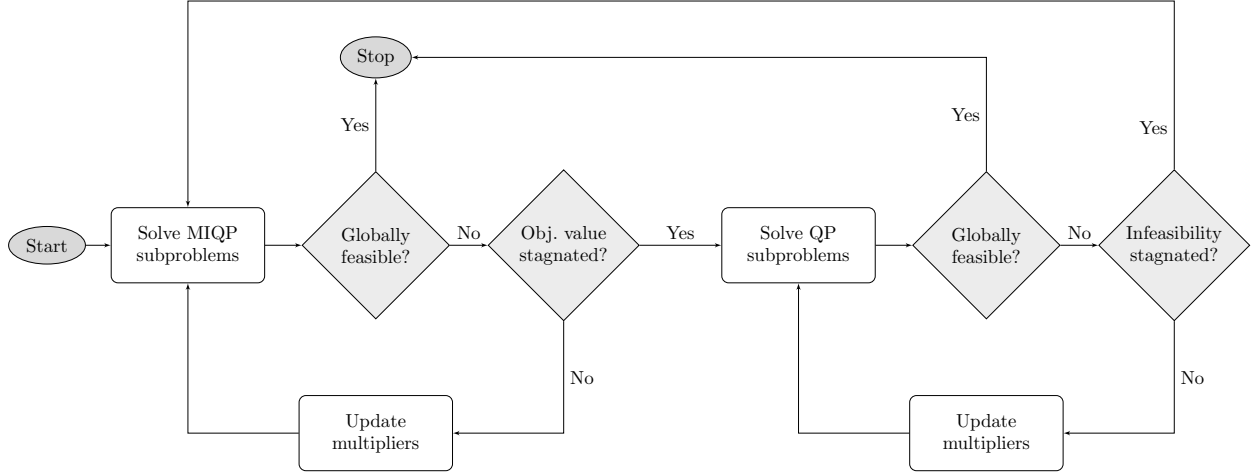 Stop
Yes
Yes
Yes
Start
Solve MIQP
subproblems
Globally
feasible?
No
Obj. value
stagnated?
Yes
Solve QP
subproblems
Globally
feasible?
No
Infeasibility
stagnated?
No
No
Update
multipliers
Update
multipliers